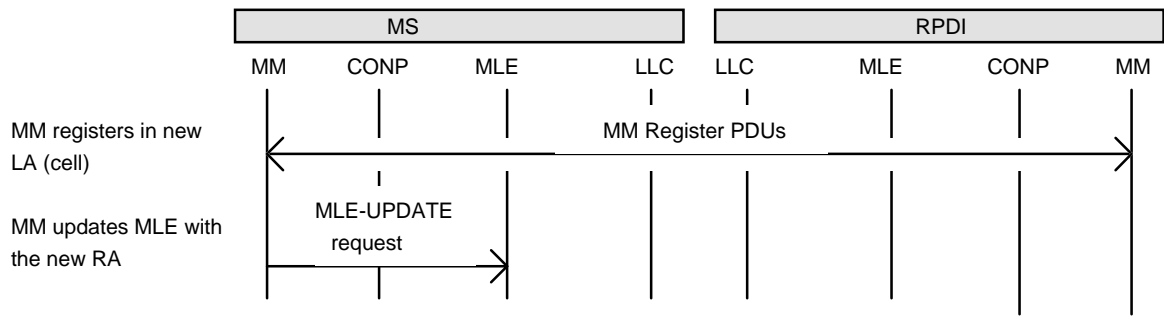 MS RPDI
MM CONP MLE LLC LLC MLE CONP MM
MM registers in new
LA (cell)
MM Register PDUs
MM updates MLE with
the new RA
MLE-UPDATE
request